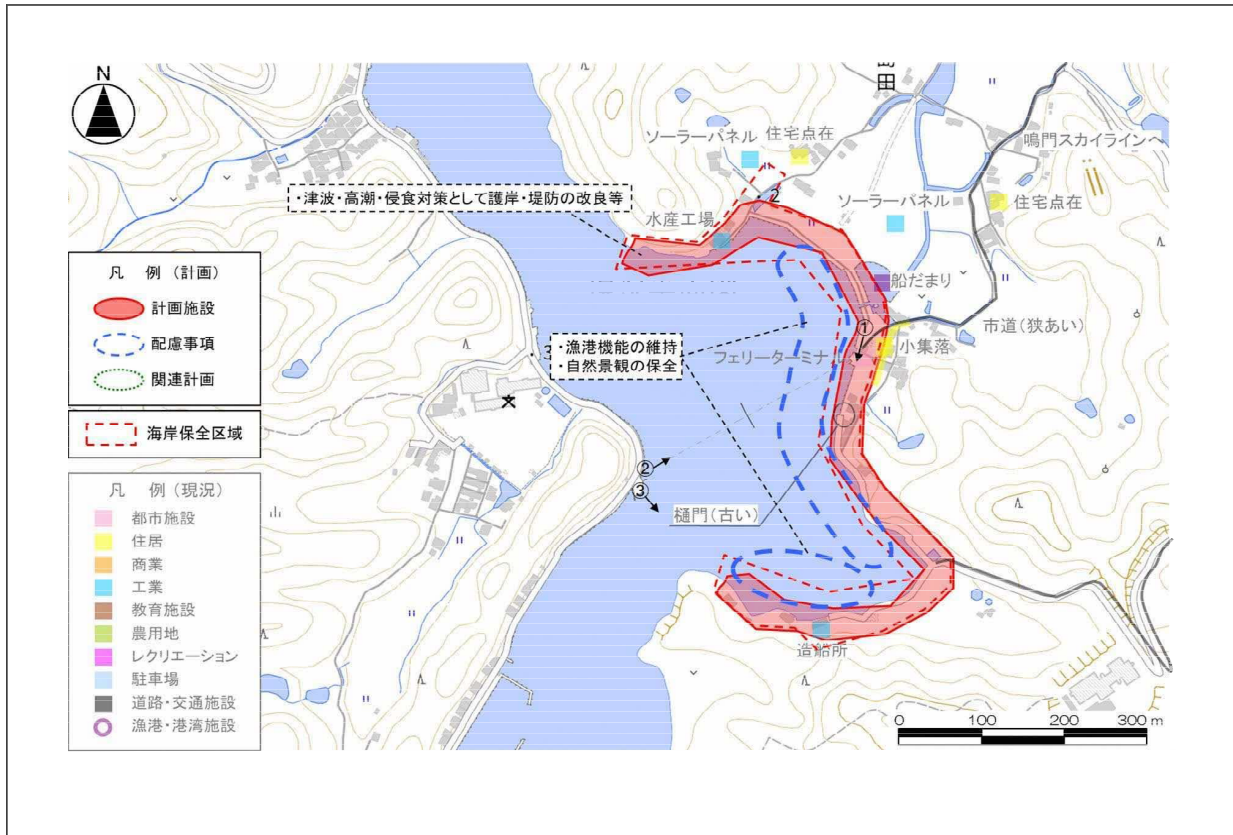 N
島
田
ソーラーパネル
住宅点在
鳴門スカイラインへ
・津波・高潮・侵食対策として護岸・堤防の改良等
2
水産工場
ソーラーパネル
住宅点在
凡 例 (計画)
計画施設
配慮事項
関連計画
海岸保全区域
船だまり
①
市道(狭あい)
小集落
・漁港機能の維持
・自然景観の保全
フェリーターミナル
文
②
③
樋門(古い)
凡 例 (現況)
都市施設
住居
商業
工業
教育施設
農用地
レクリエーション
駐車場
道路・交通施設
漁港・港湾施設
造船所
0 100 200 300 m